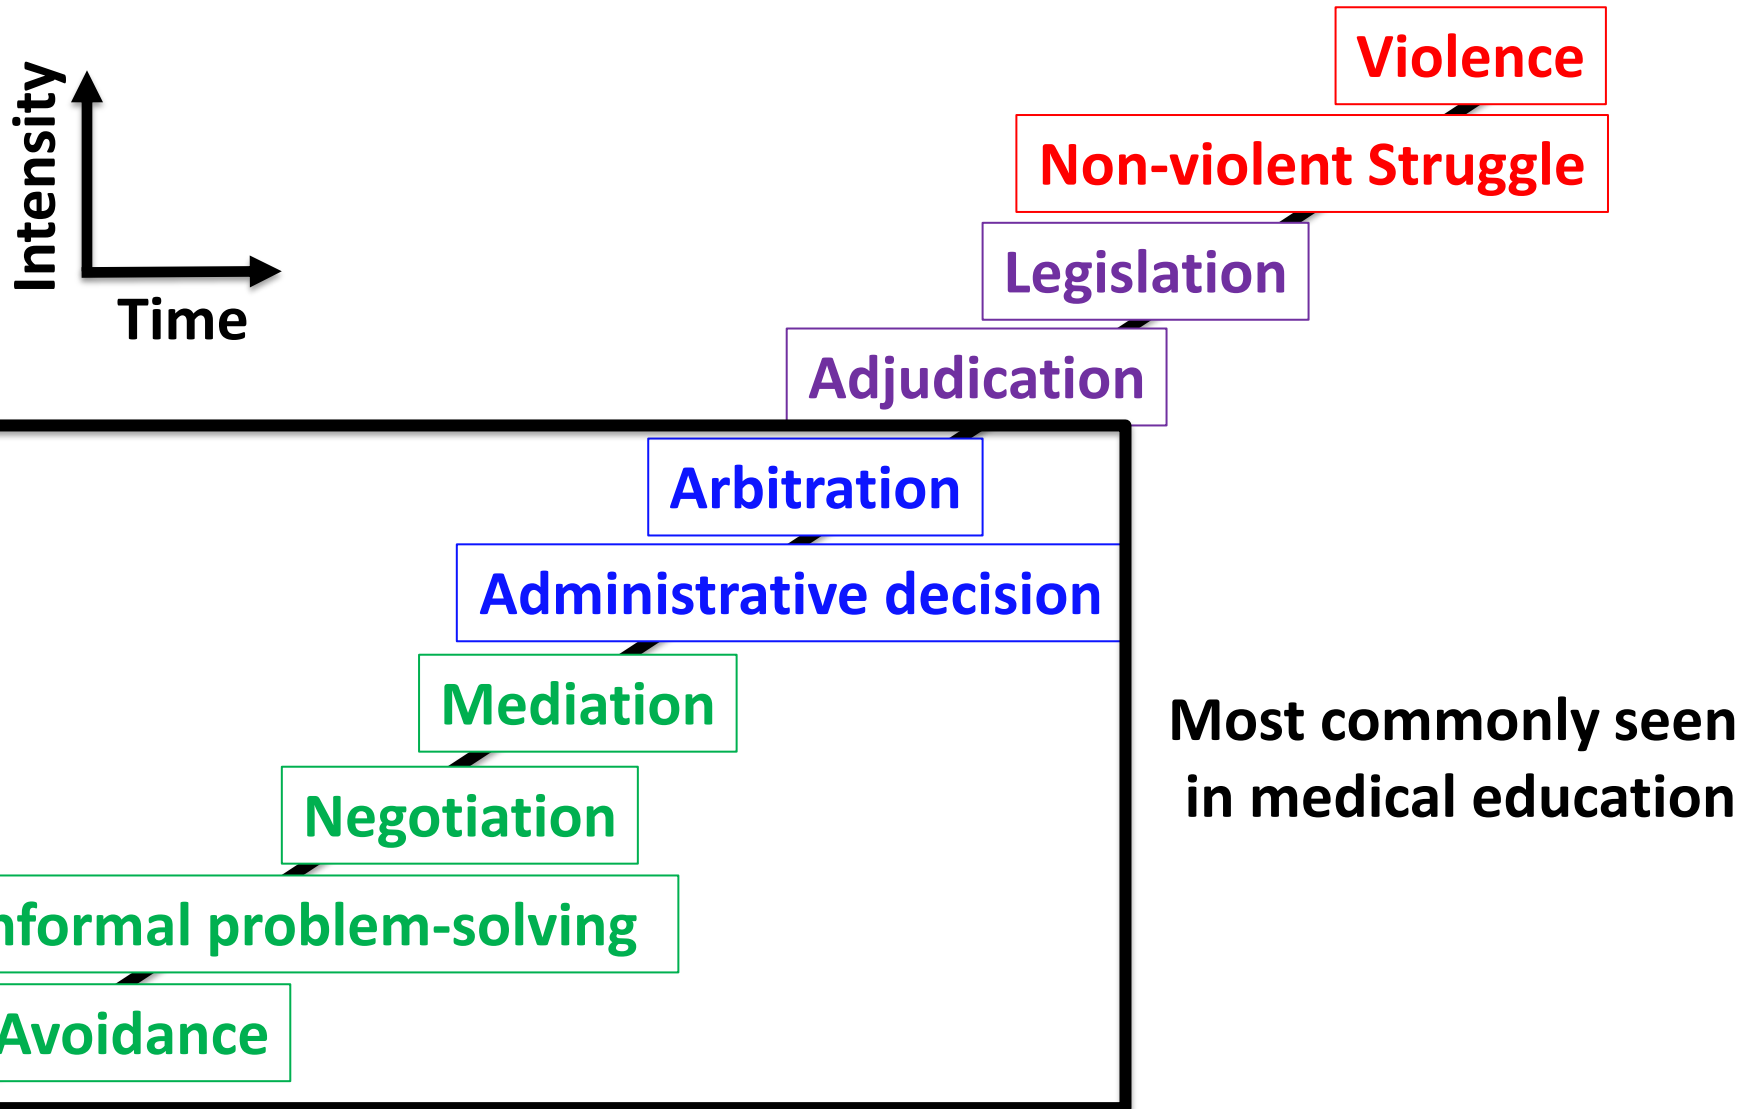 Violence
Intensity
Non-violent Struggle
Legislation
Time
Adjudication
Arbitration
Administrative decision
Mediation
Most commonly seen
in medical education
Negotiation
nformal problem-solving
Avoidance